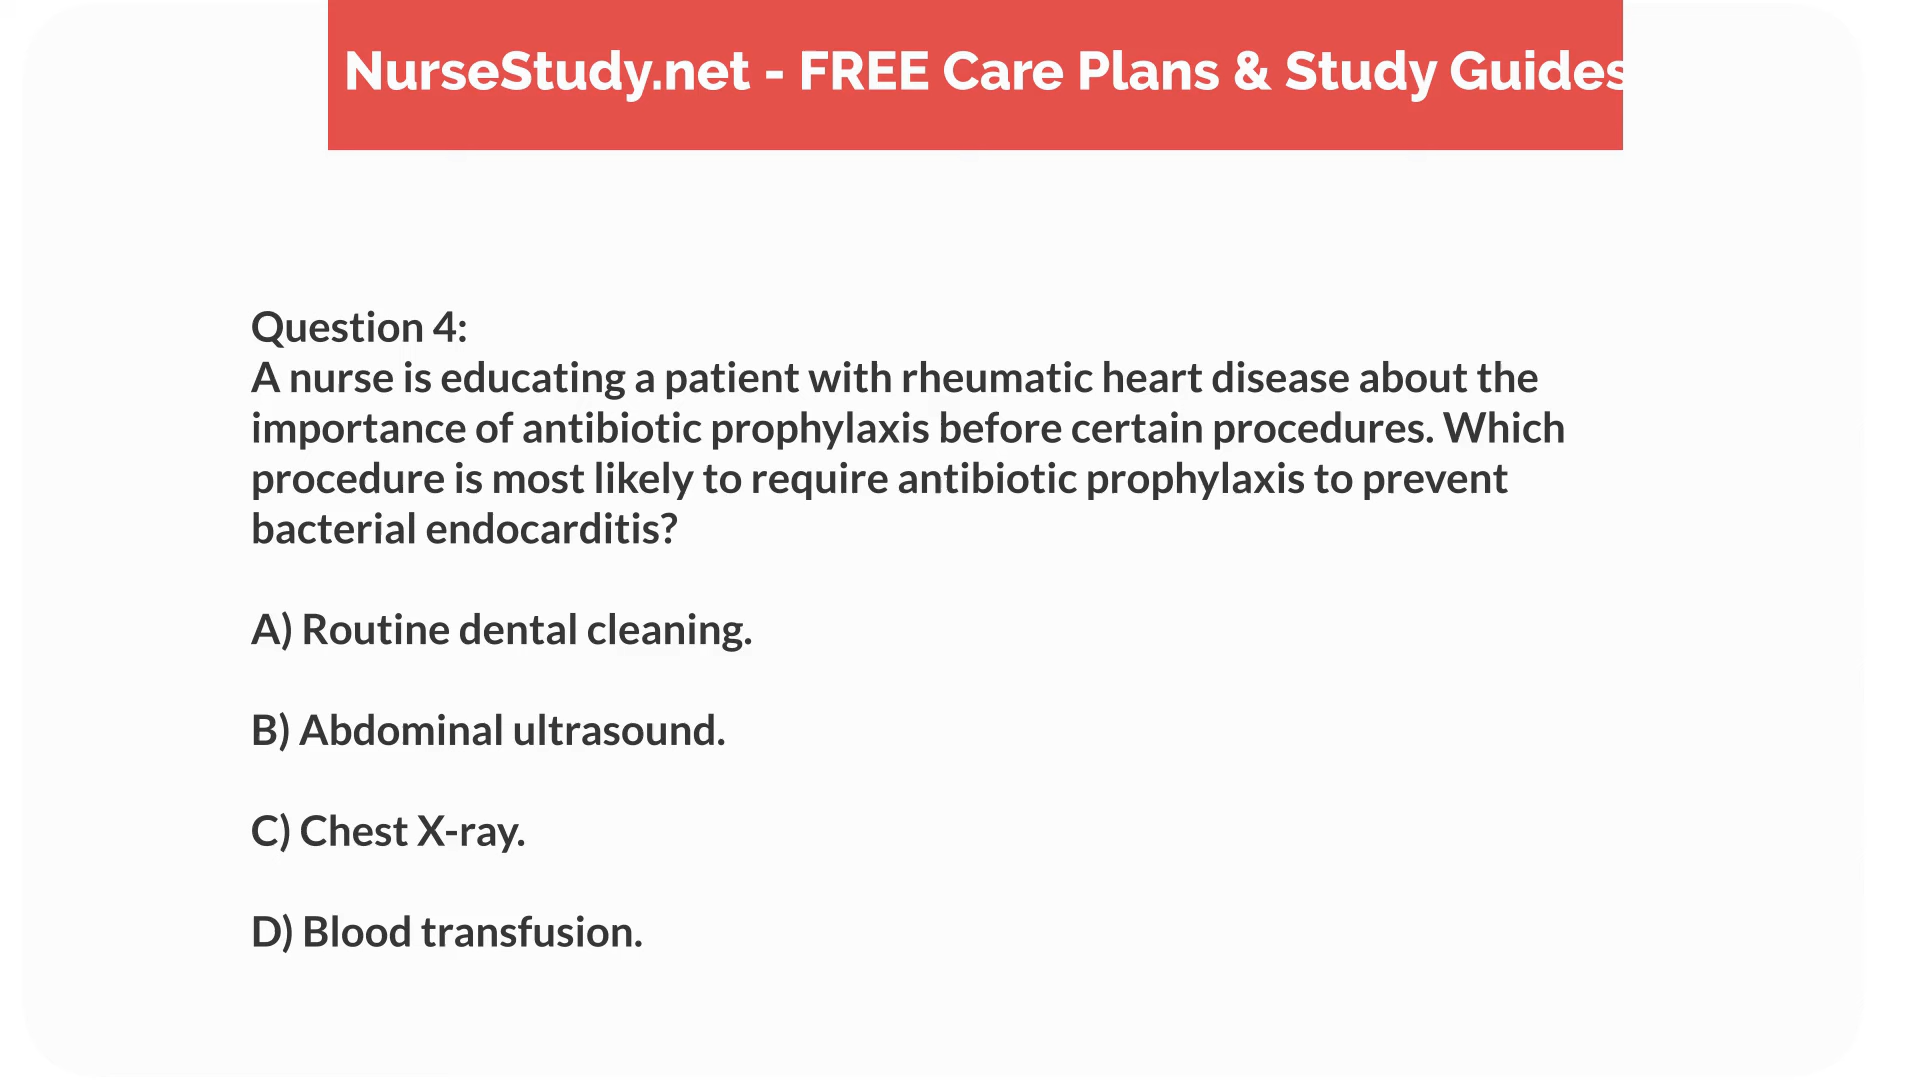 NurseStudy.net - FREE Care Plans & Study Guides
Question 4:
A nurse is educating a patient with rheumatic heart disease about the
importance of antibiotic prophylaxis before certain procedures. Which
procedure is most likely to require antibiotic prophylaxis to prevent
bacterial endocarditis?
A) Routine dental cleaning.
B) Abdominal ultrasound.
C) Chest X-ray.
D) Blood transfusion.